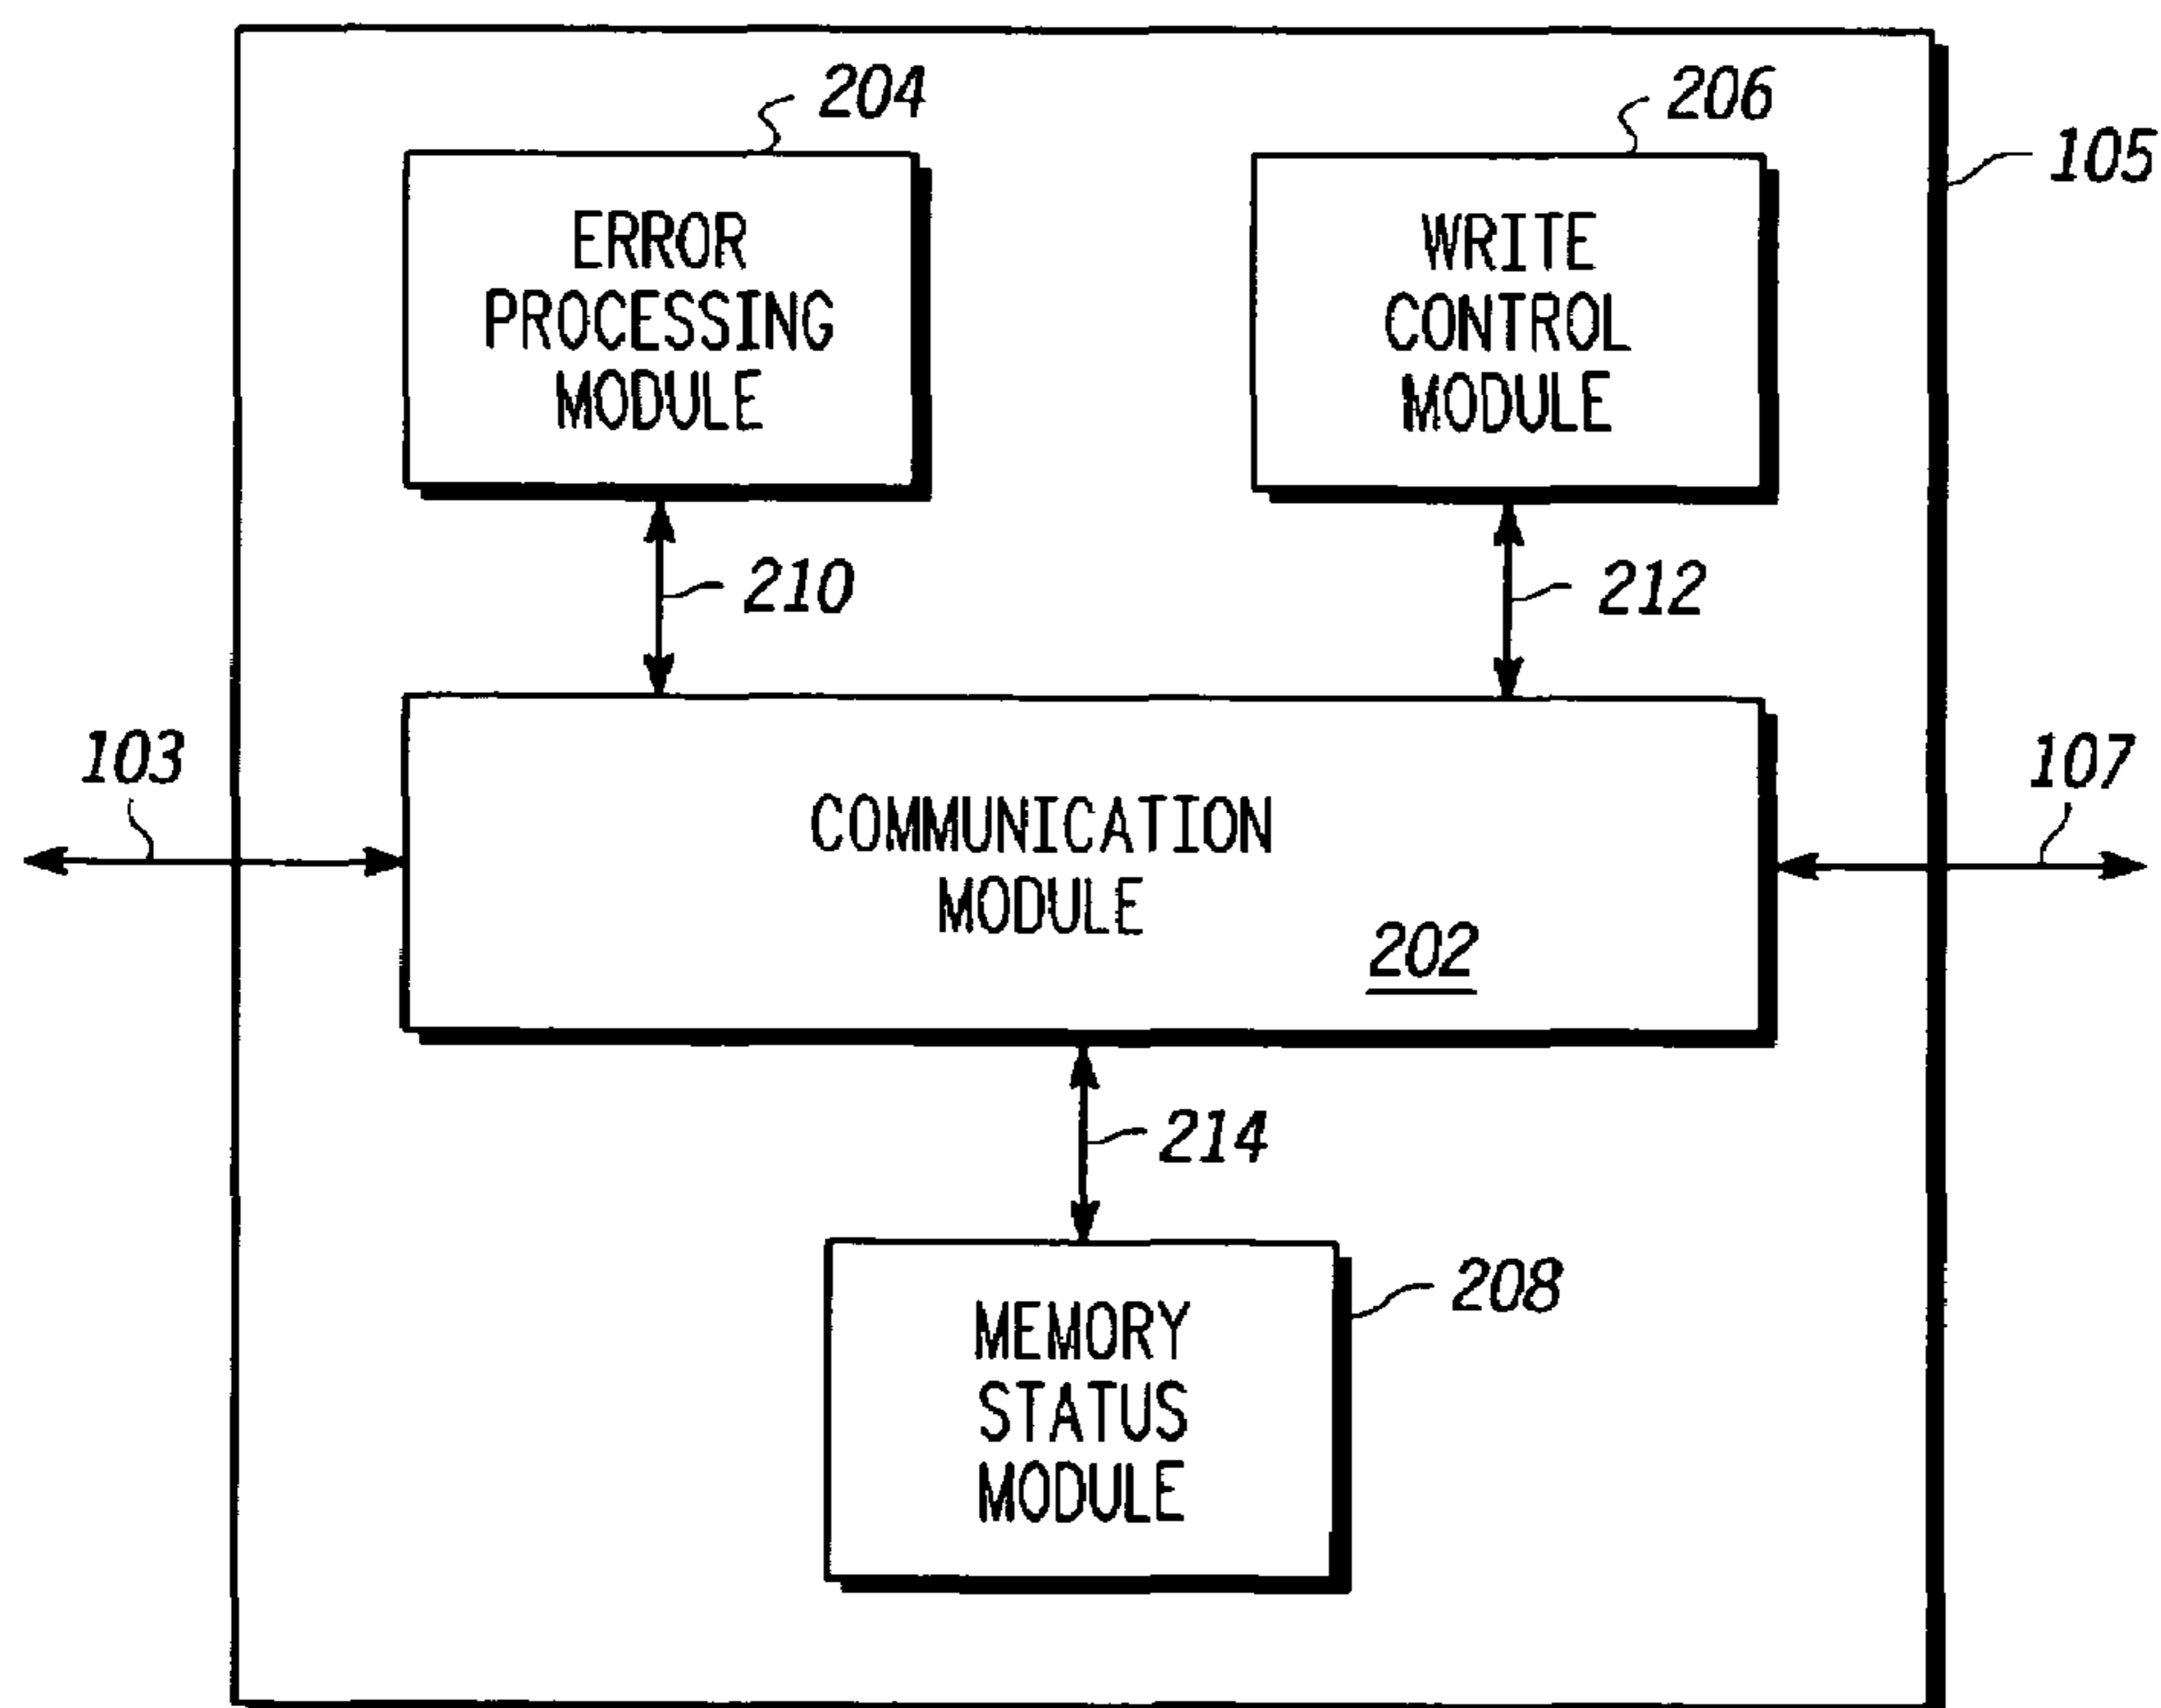 204
206
105
ERROR
PROCESSING
MODULE
WRITE
CONTROL
MODULE
210
212
103
107
COMMUNICATION
MODULE
202
214
208
MEMORY
STATUS
MODULE